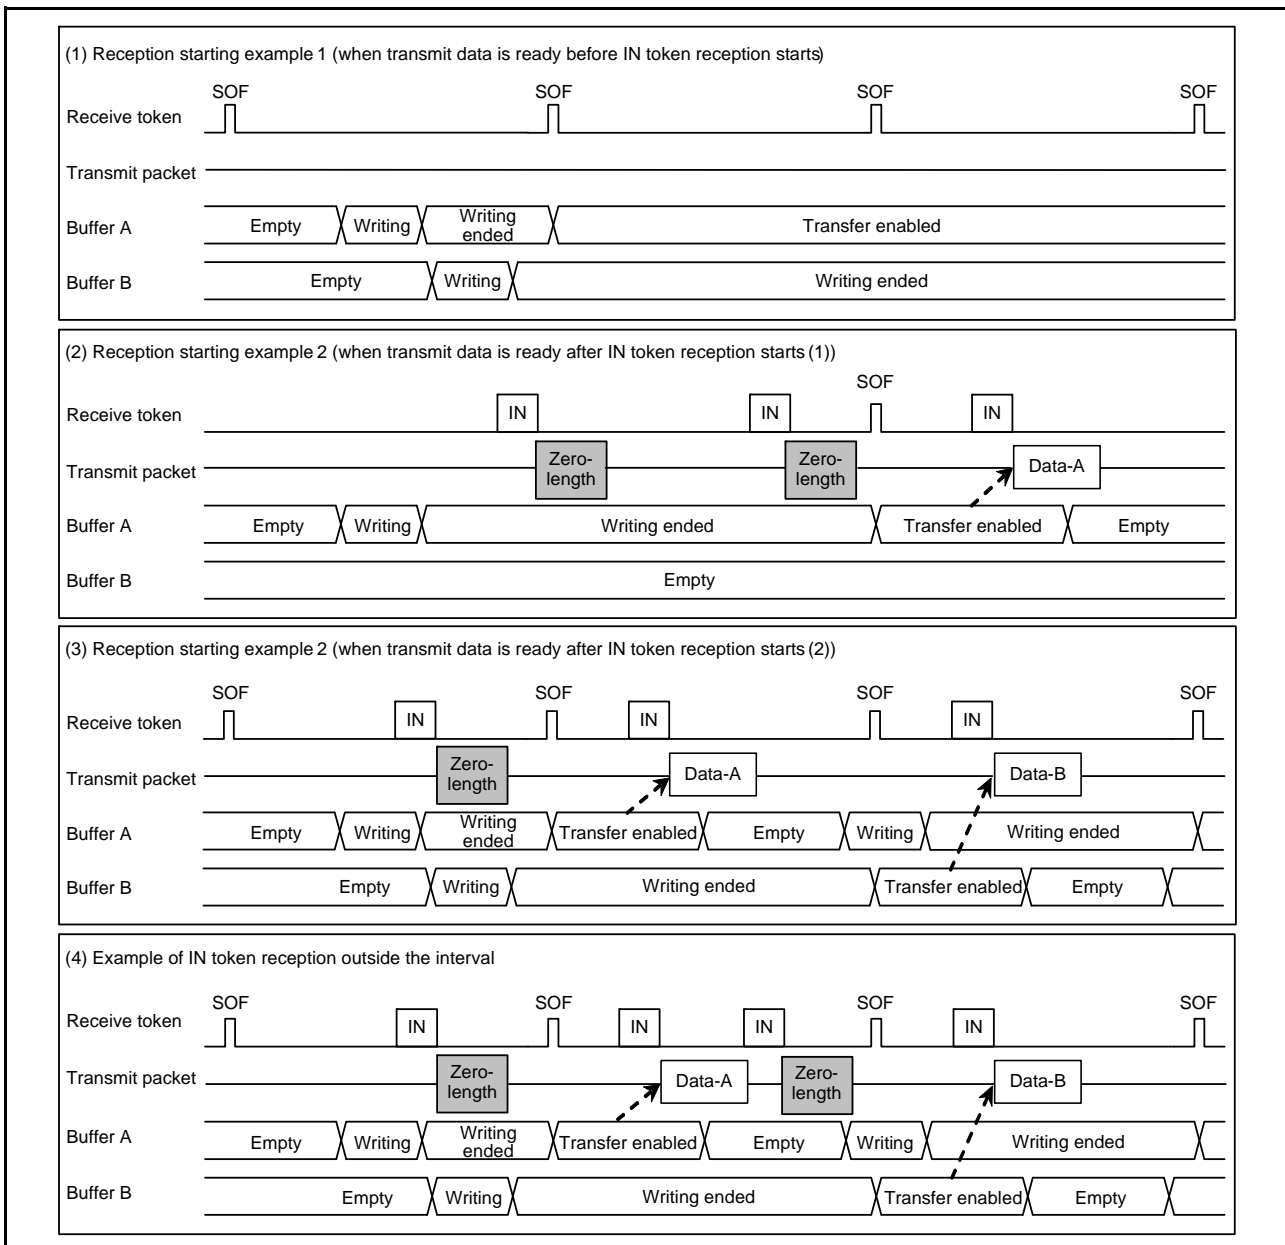 (1) Reception starting example 1 (when transmit data is ready before IN token reception starts)
SOF SOF SOF SOF
Receive token
Transmit packet
Buffer A Empty Writing Writing ended Transfer enabled
Buffer B Empty Writing Writing ended
(2) Reception starting example 2 (when transmit data is ready after IN token reception starts (1))
SOF
Receive token IN IN IN
Transmit packet Zero-length Zero-length Data-A
Buffer A Empty Writing Writing ended Transfer enabled Empty
Buffer B Empty
(3) Reception starting example 2 (when transmit data is ready after IN token reception starts (2))
SOF SOF SOF SOF
Receive token IN IN IN
Transmit packet Zero-length Data-A Data-B
Buffer A Empty Writing Writing ended Transfer enabled Empty Writing Writing ended
Buffer B Empty Writing Writing ended Transfer enabled Empty
(4) Example of IN token reception outside the interval
SOF SOF SOF SOF
Receive token IN IN IN IN
Transmit packet Zero-length Data-A Zero-length Data-B
Buffer A Empty Writing Writing ended Transfer enabled Empty Writing Writing ended
Buffer B Empty Writing Writing ended Transfer enabled Empty